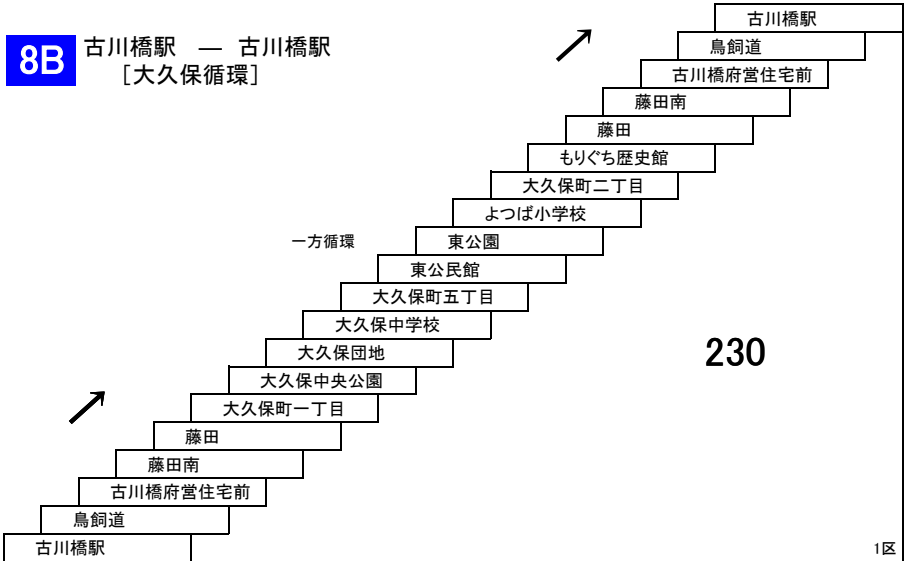 8B
古川橋駅 ― 古川橋駅
［大久保循環］
古川橋駅
鳥飼道
古川橋府営住宅前
藤田南
藤田
もりぐち歴史館
大久保町二丁目
よつば小学校
一方循環
東公園
東公民館
大久保町五丁目
大久保中学校
大久保団地
230
大久保中央公園
大久保町一丁目
藤田
藤田南
古川橋府営住宅前
鳥飼道
古川橋駅
1区